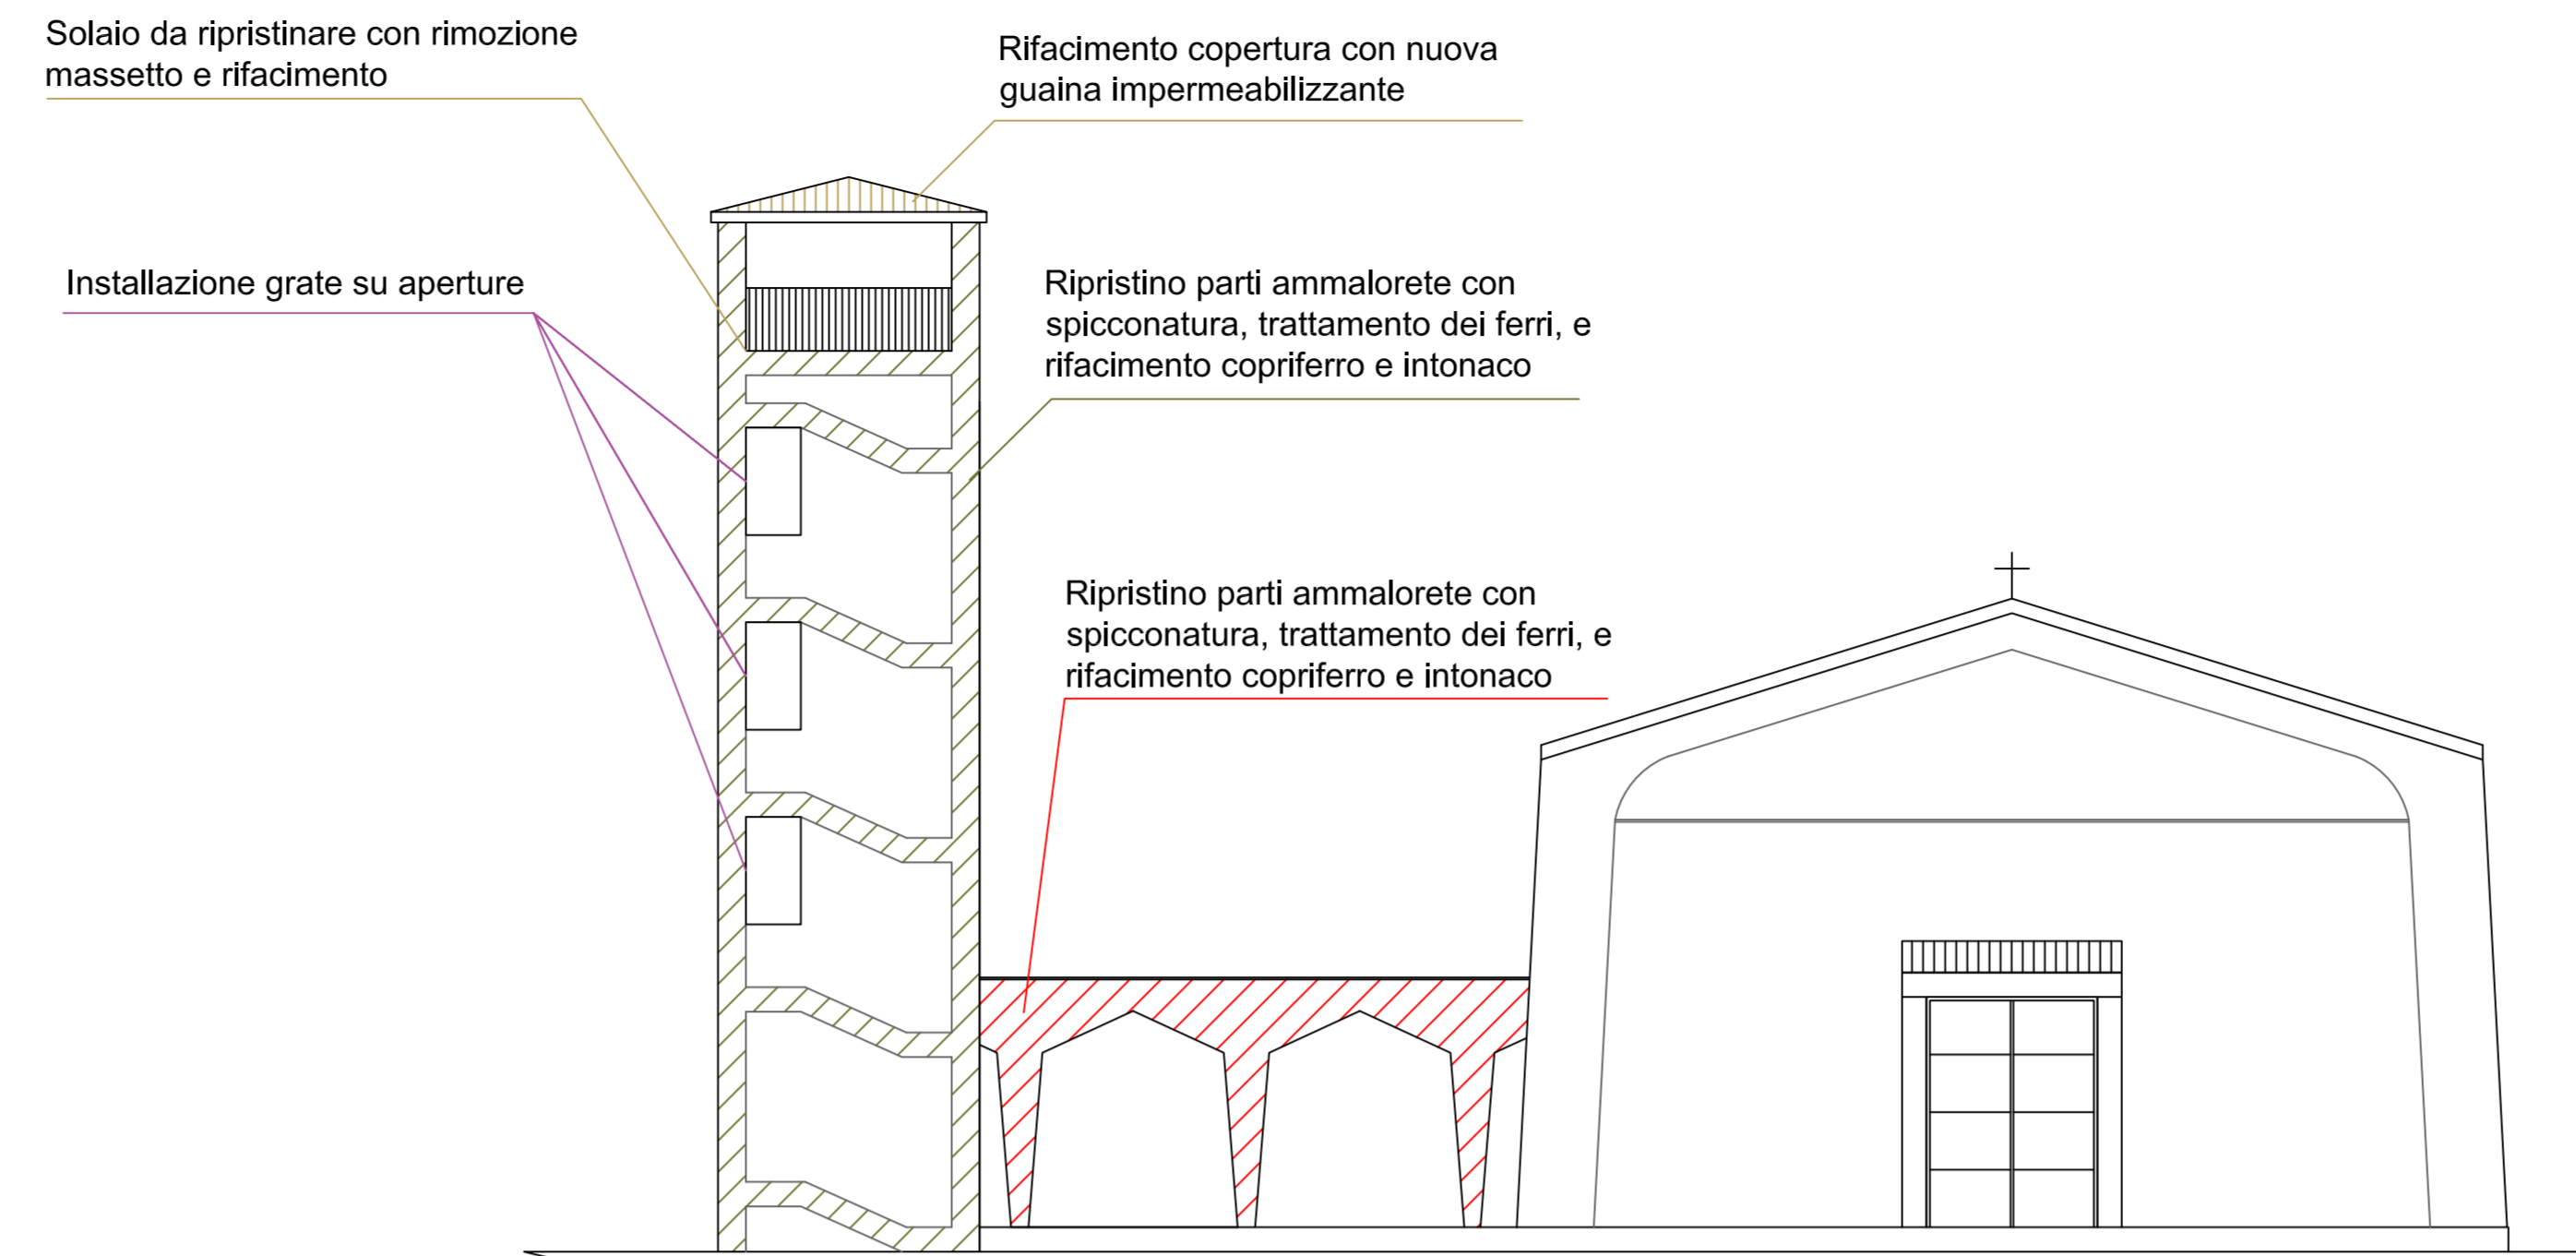 Solaio da ripristinare con rimozione
massetto e rifacimento
Rifacimento copertura con nuova
guaina impermeabilizzante
Installazione grate su aperture
Ripristino parti ammalorete con
spicconatura, trattamento dei ferri, e
rifacimento copriferro e intonaco
Ripristino parti ammalorete con
spicconatura, trattamento dei ferri, e
rifacimento copriferro e intonaco